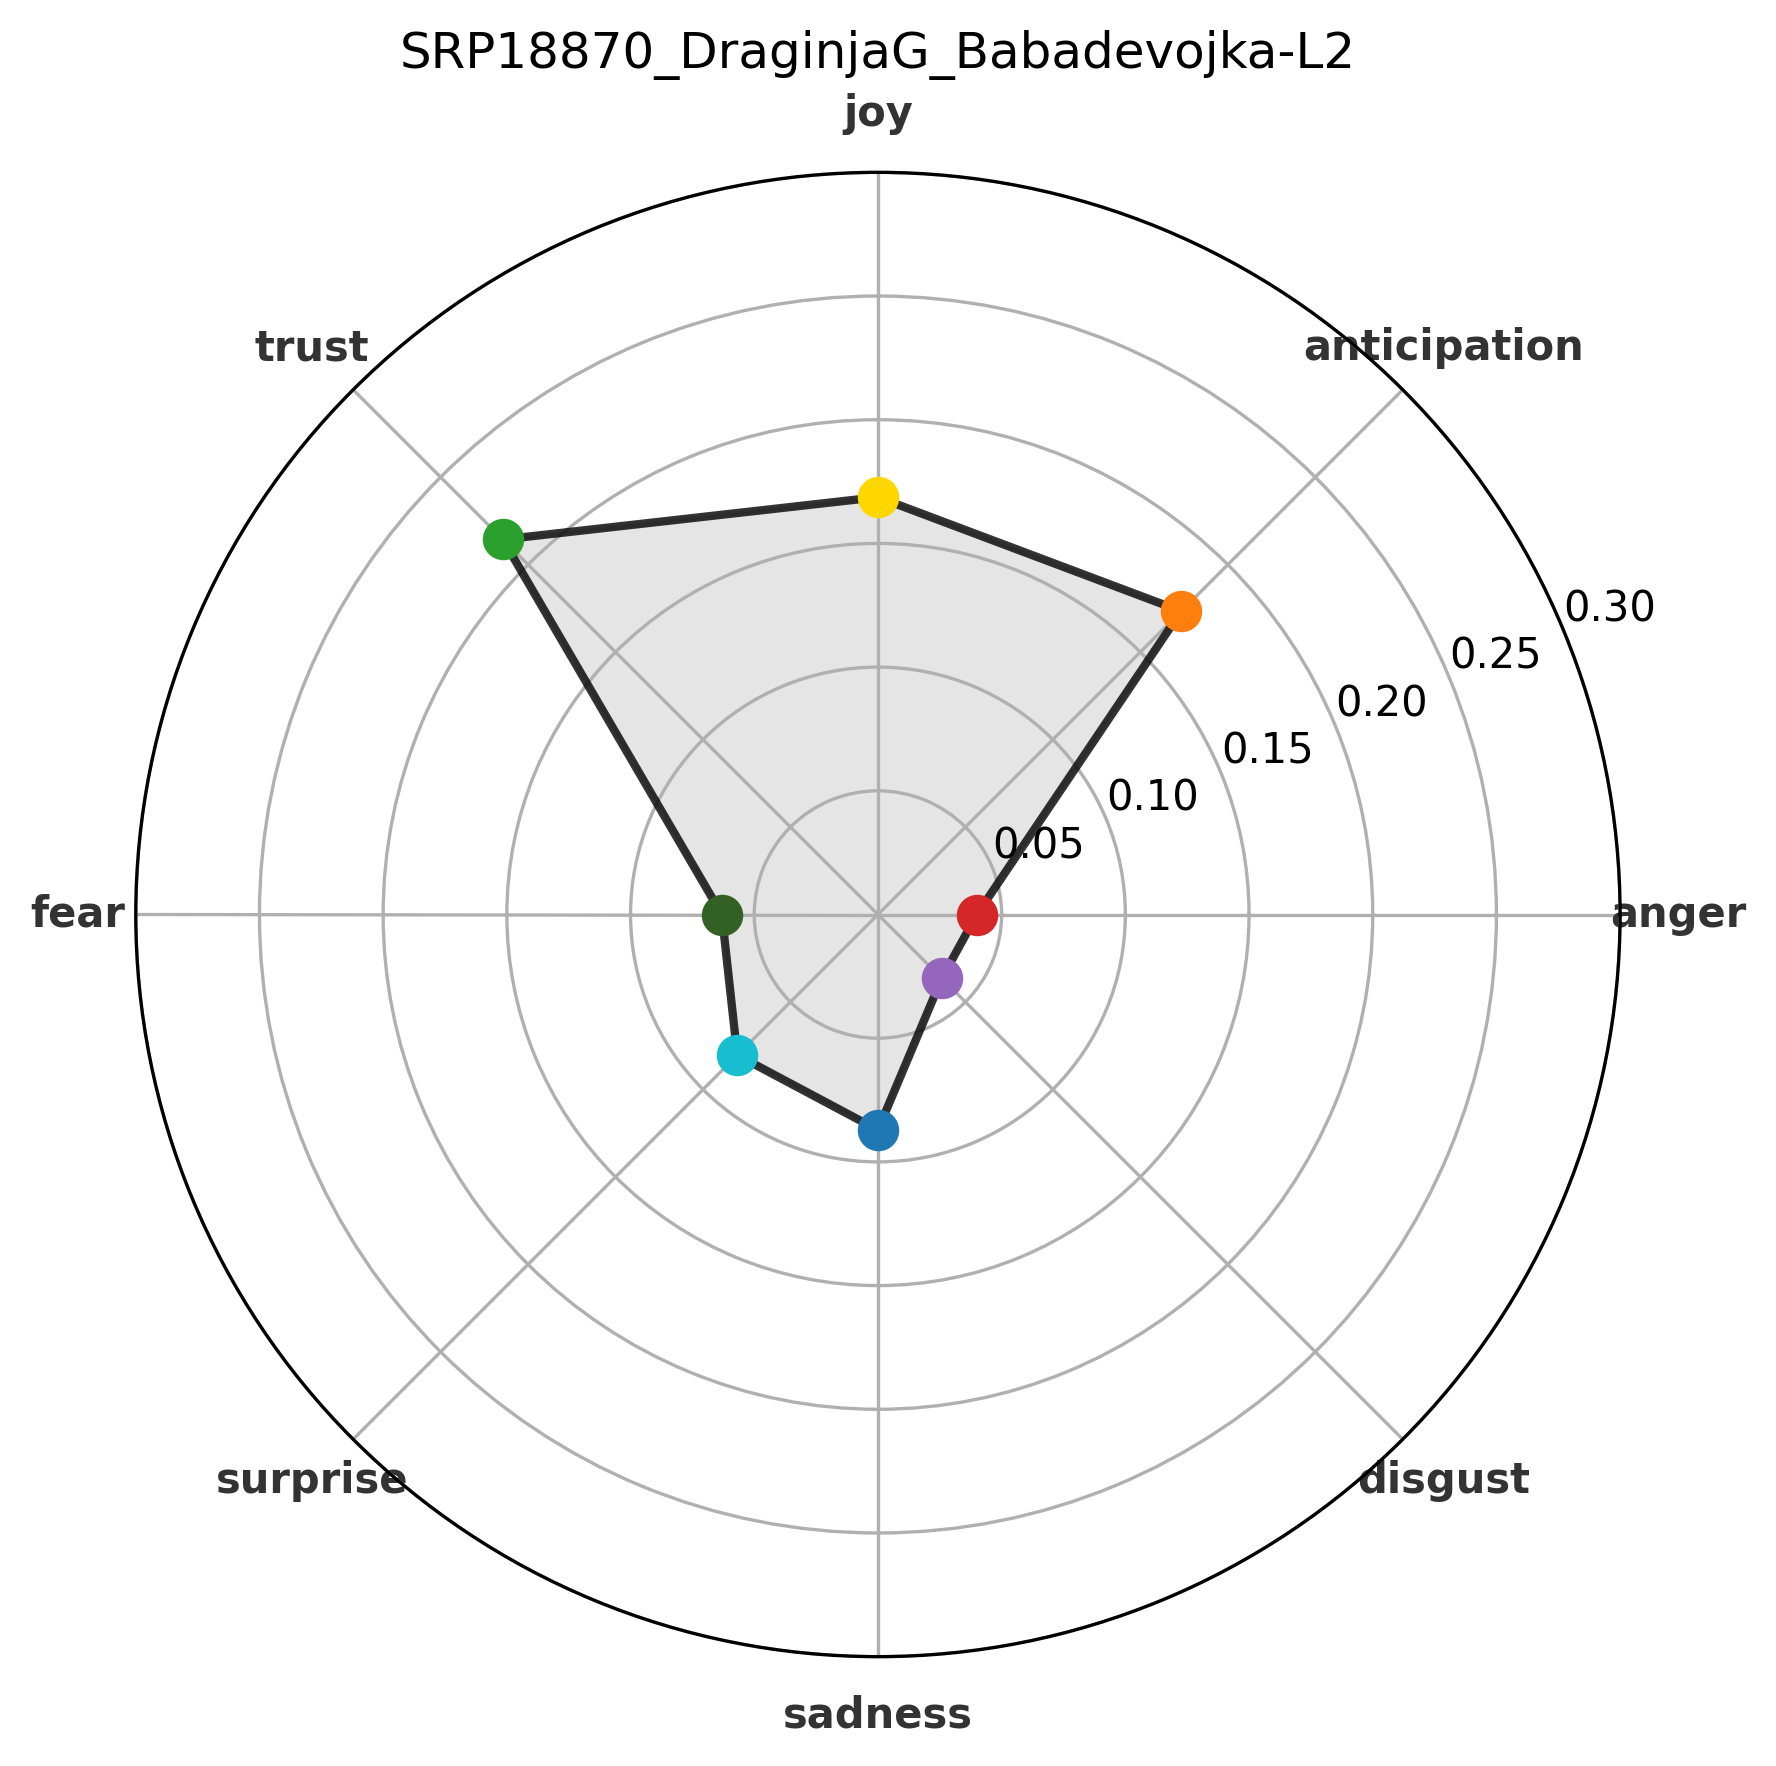 SRP18870_DraginjaG_Babadevojka-L2
joy
trust
anticipation
0.30
0.25
0.20
0.15
0.10
0.05
fear
anger
surprise
disgust
sadness